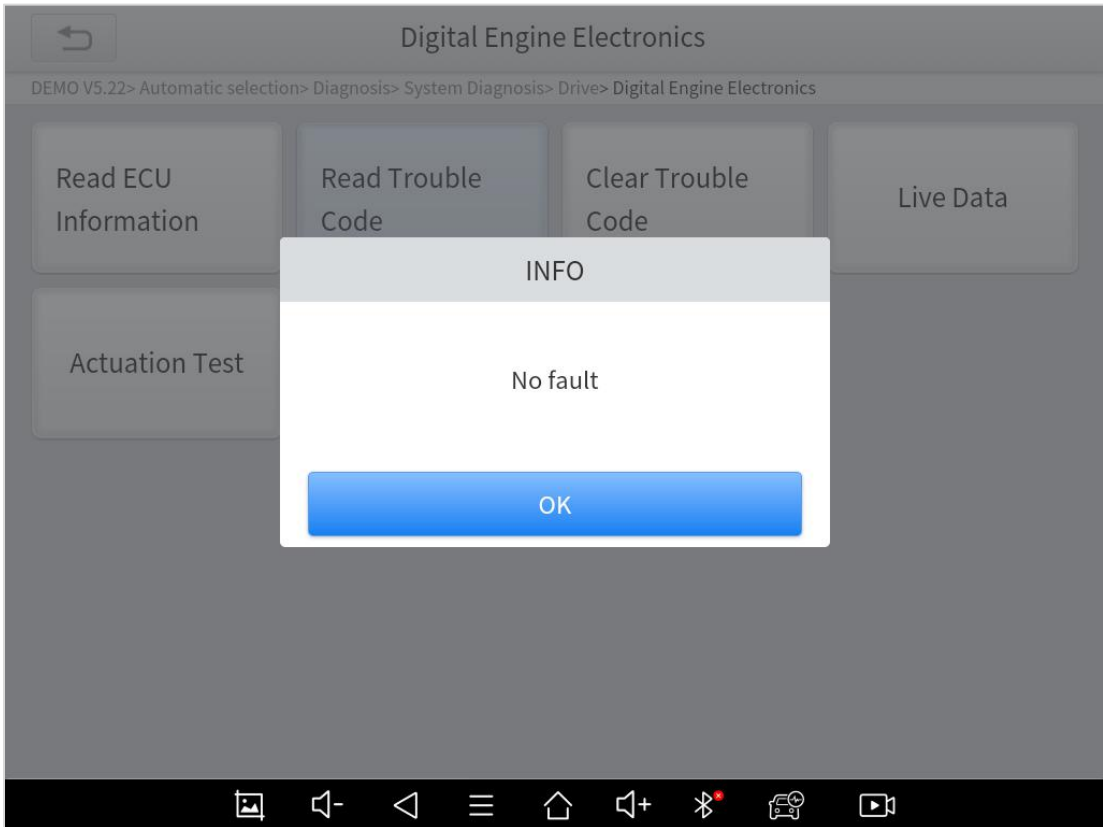 Digital Engine Electronics
DEMO V5.22> Automatic selection> Diagnosis> System Diagnosis> Drive> Digital Engine Electronics
Read ECU
Information
Read Trouble
Code
Clear Trouble
Code
Live Data
INFO
No fault
OK
Actuation Test